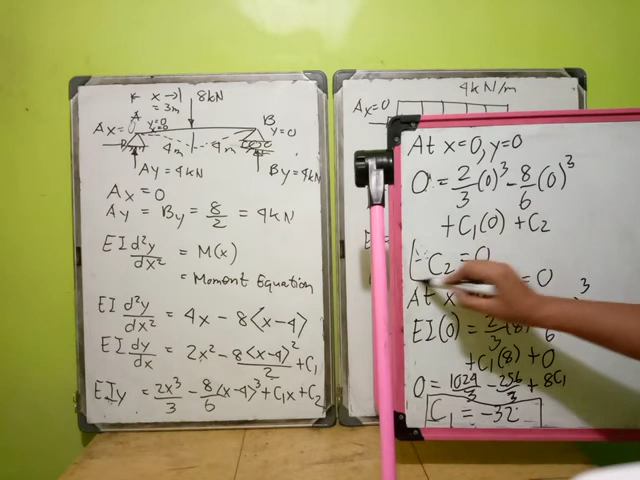 x →|
= 3m
8kN
A
y=0
B
Ax=0
y=0
4m
4m
Ay=4kN
By=4kN
Ax=0
Ay = By = 8/2 = 4kN
EI d²y/dx² = M(x)
= Moment Equation
EI d²y/dx² = 4x - 8<x-4>
EI dy/dx = 2x² - 8<x-4>²/2 + C₁
EIy = 2x³/3 - 8/6<x-4>³ + C₁x + C₂
4kN/m
Ax=0
At x=0, y=0
0 = 2/3(0)³ - 8/6(0)³
+C₁(0) + C₂
C₂ = 0
At x = 0
EI(0) = 2/3(8)³ 6
+C₁(8) + 0
0 = 1024/3 - 256/3 + 8C₁
C₁ = -32